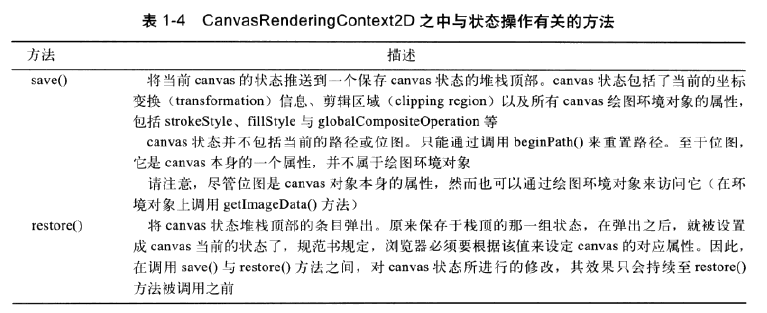 表 1-4 CanvasRenderingContext2D 之中与状态操作有关的方法
方法 描述
save() 将当前 canvas 的状态推送到一个保存 canvas 状态的堆栈顶部。canvas 状态包括了当前的坐标
变换（transformation）信息、剪辑区域（clipping region）以及所有 canvas 绘图环境对象的属性，
包括 strokeStyle、fillStyle 与 globalCompositeOperation 等
canvas 状态并不包括当前的路径或位图。只能通过调用 beginPath() 来重置路径。至于位图，
它是 canvas 本身的一个属性，并不属于绘图环境对象
请注意，尽管位图是 canvas 对象本身的属性，然而也可以通过绘图环境对象来访问它（在环
境对象上调用 getImageData() 方法）
restore() 将 canvas 状态堆栈顶部的条目弹出。原来保存于栈顶的那一组状态，在弹出之后，就被设置
成 canvas 当前的状态了，规范书规定，浏览器必须要根据该值来设定 canvas 的对应属性。因此，
在调用 save() 与 restore() 方法之间，对 canvas 状态所进行的修改，其效果只会持续至 restore()
方法被调用之前